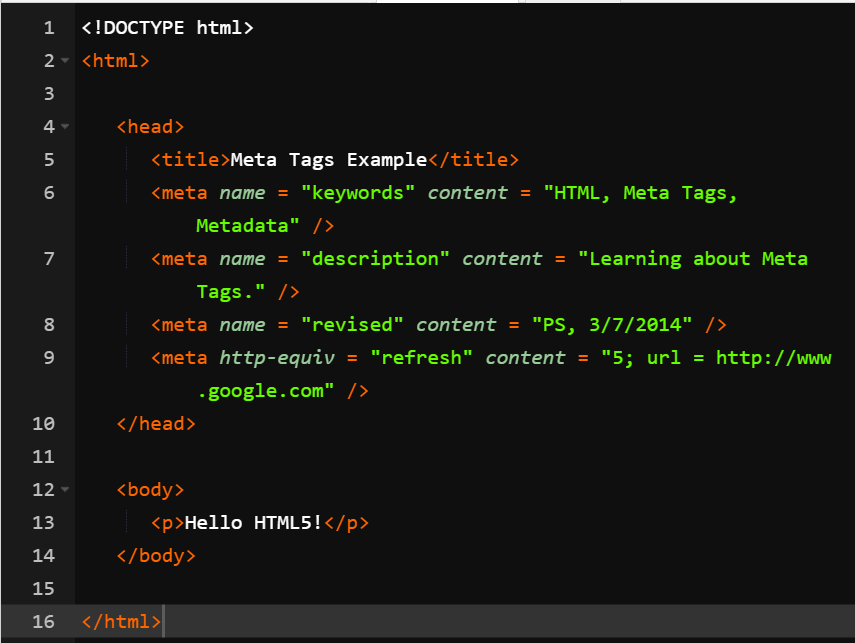 1 <!DOCTYPE html>
2 <html>
3
4 <head>
5 <title>Meta Tags Example</title>
6 <meta name = "keywords" content = "HTML, Meta Tags,
Metadata" />
7 <meta name = "description" content = "Learning about Meta
Tags." />
8 <meta name = "revised" content = "PS, 3/7/2014" />
9 <meta http-equiv = "refresh" content = "5; url = http://www
.google.com" />
10 </head>
11
12 <body>
13 <p>Hello HTML5!</p>
14 </body>
15
16 </html>